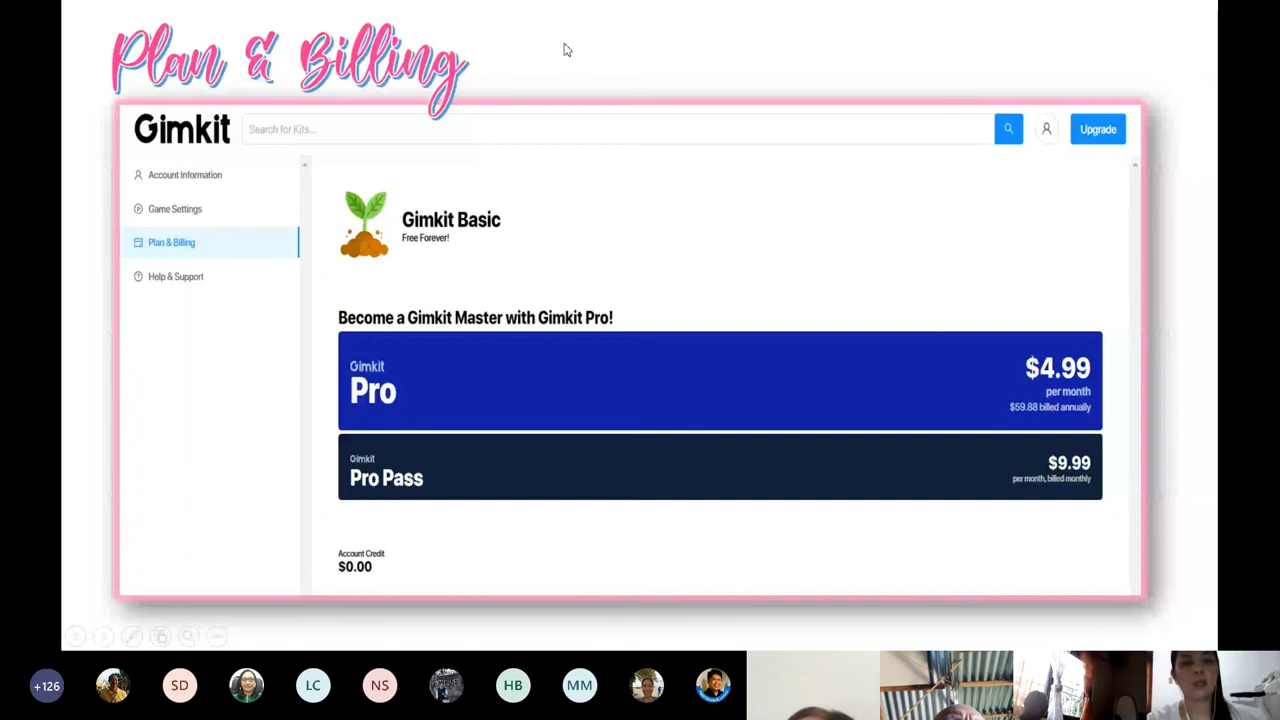 Plan & Billing
Gimkit
Search for Kits...
Upgrade
Account Information
Game Settings
Plan & Billing
Help & Support
Gimkit Basic
Free Forever!
Become a Gimkit Master with Gimkit Pro!
Gimkit
Pro
$4.99
per month
$59.88 billed annually
Gimkit
Pro Pass
$9.99
per month, billed monthly
Account Credit
$0.00
+126
SD
LC
NS
HB
MM